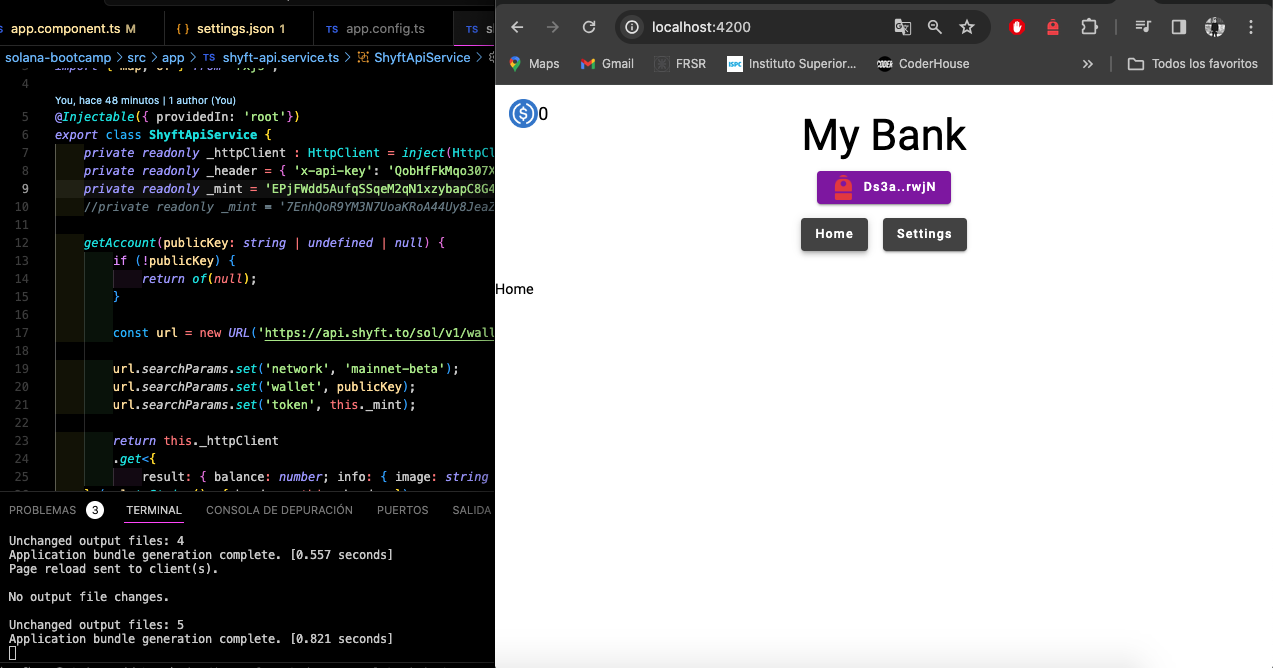 app.component.ts M
{ } settings.json 1
TS app.config.ts
TS
solana-bootcamp > src > app > TS shyft-api.service.ts > ShyftApiService >
4
You, hace 48 minutos | 1 author (You)
5 @Injectable({ providedIn: 'root'})
6 export class ShyftApiService {
7 private readonly _httpClient : HttpClient = inject(HttpCl
8 private readonly _header = { 'x-api-key': 'QobHfFkMqo307X
9 private readonly _mint = 'EPjFWdd5AufqSSqeM2qN1xzybapC8G4
10 //private readonly _mint = '7EnhQoR9YM3N7UoaKRoA44Uy8JeaZ
11
12 getAccount(publicKey: string | undefined | null) {
13 if (!publicKey) {
14 return of(null);
15 }
16
17 const url = new URL('https://api.shyft.to/sol/v1/wall
18
19 url.searchParams.set('network', 'mainnet-beta');
20 url.searchParams.set('wallet', publicKey);
21 url.searchParams.set('token', this._mint);
22
23 return this._httpClient
24 .get<{
25 result: { balance: number; info: { image: string
PROBLEMAS 3 TERMINAL CONSOLA DE DEPURACIÓN PUERTOS SALIDA
Unchanged output files: 4
Application bundle generation complete. [0.557 seconds]
Page reload sent to client(s).
No output file changes.
Unchanged output files: 5
Application bundle generation complete. [0.821 seconds]
localhost:4200
Maps
Gmail
FRSR
ISPC Instituto Superior...
CODER CoderHouse
»
Todos los favoritos
0
My Bank
Ds3a..rwjN
Home
Settings
Home